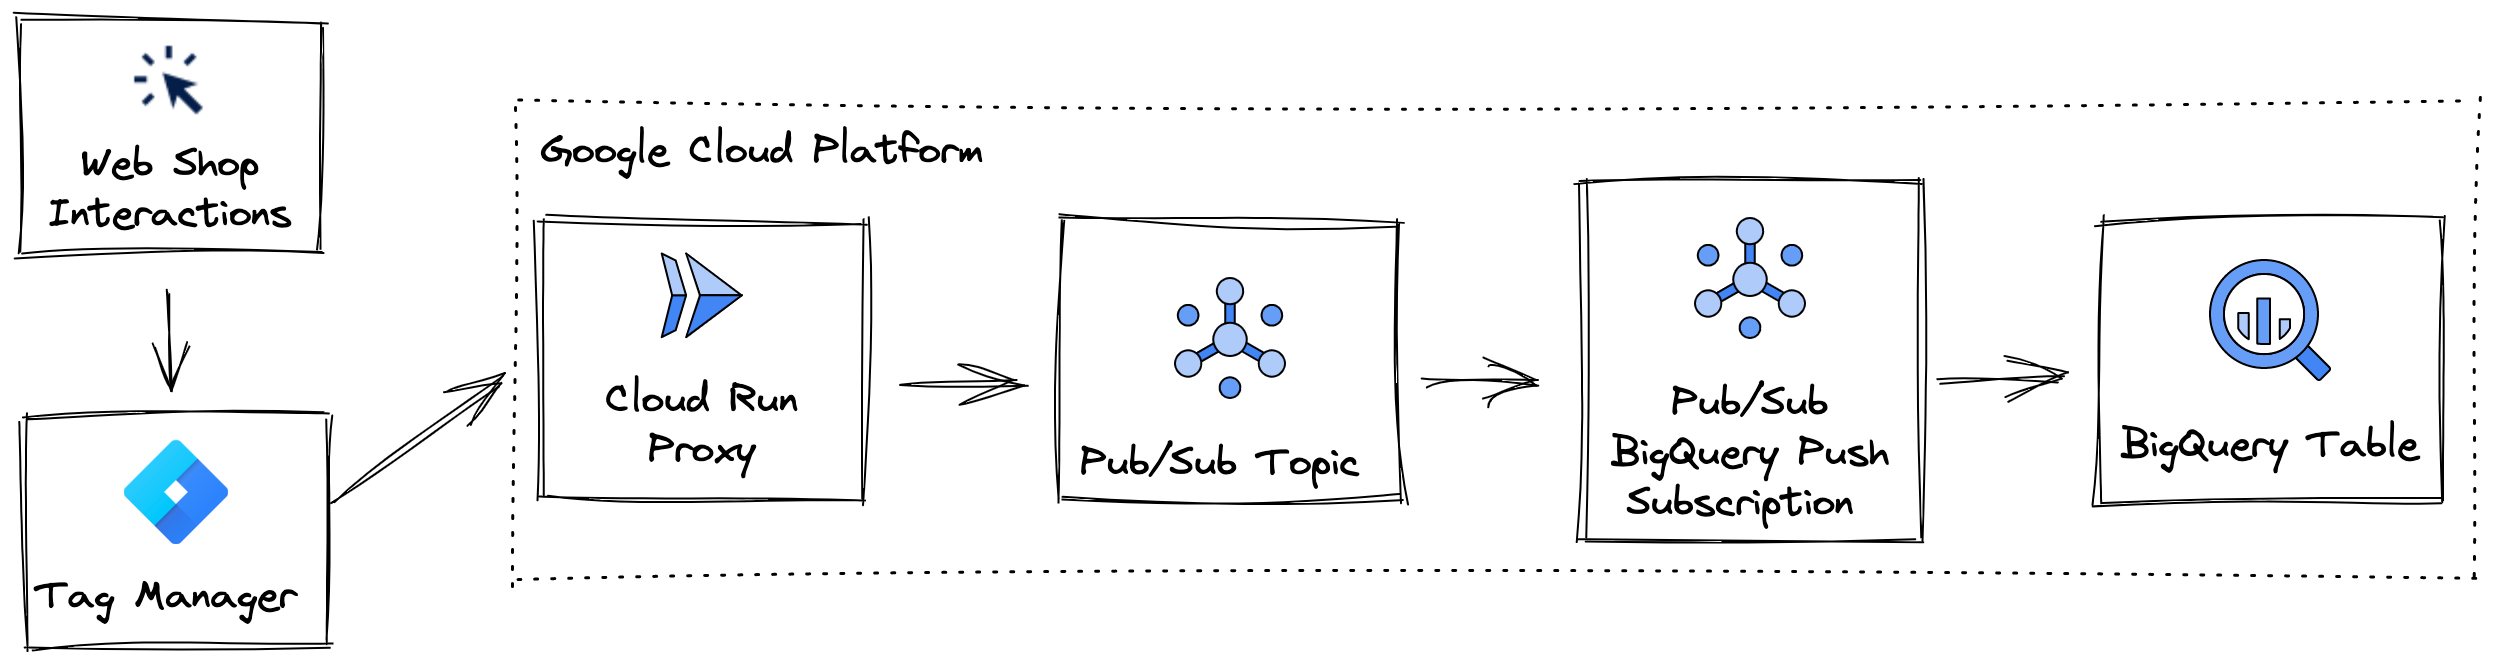 Web Shop
Interactions
Tag Manager
Google Cloud Platform
Cloud Run
Proxy
Pub/Sub Topic
Pub/Sub
BigQuery Push
Subscription
BigQuery Table